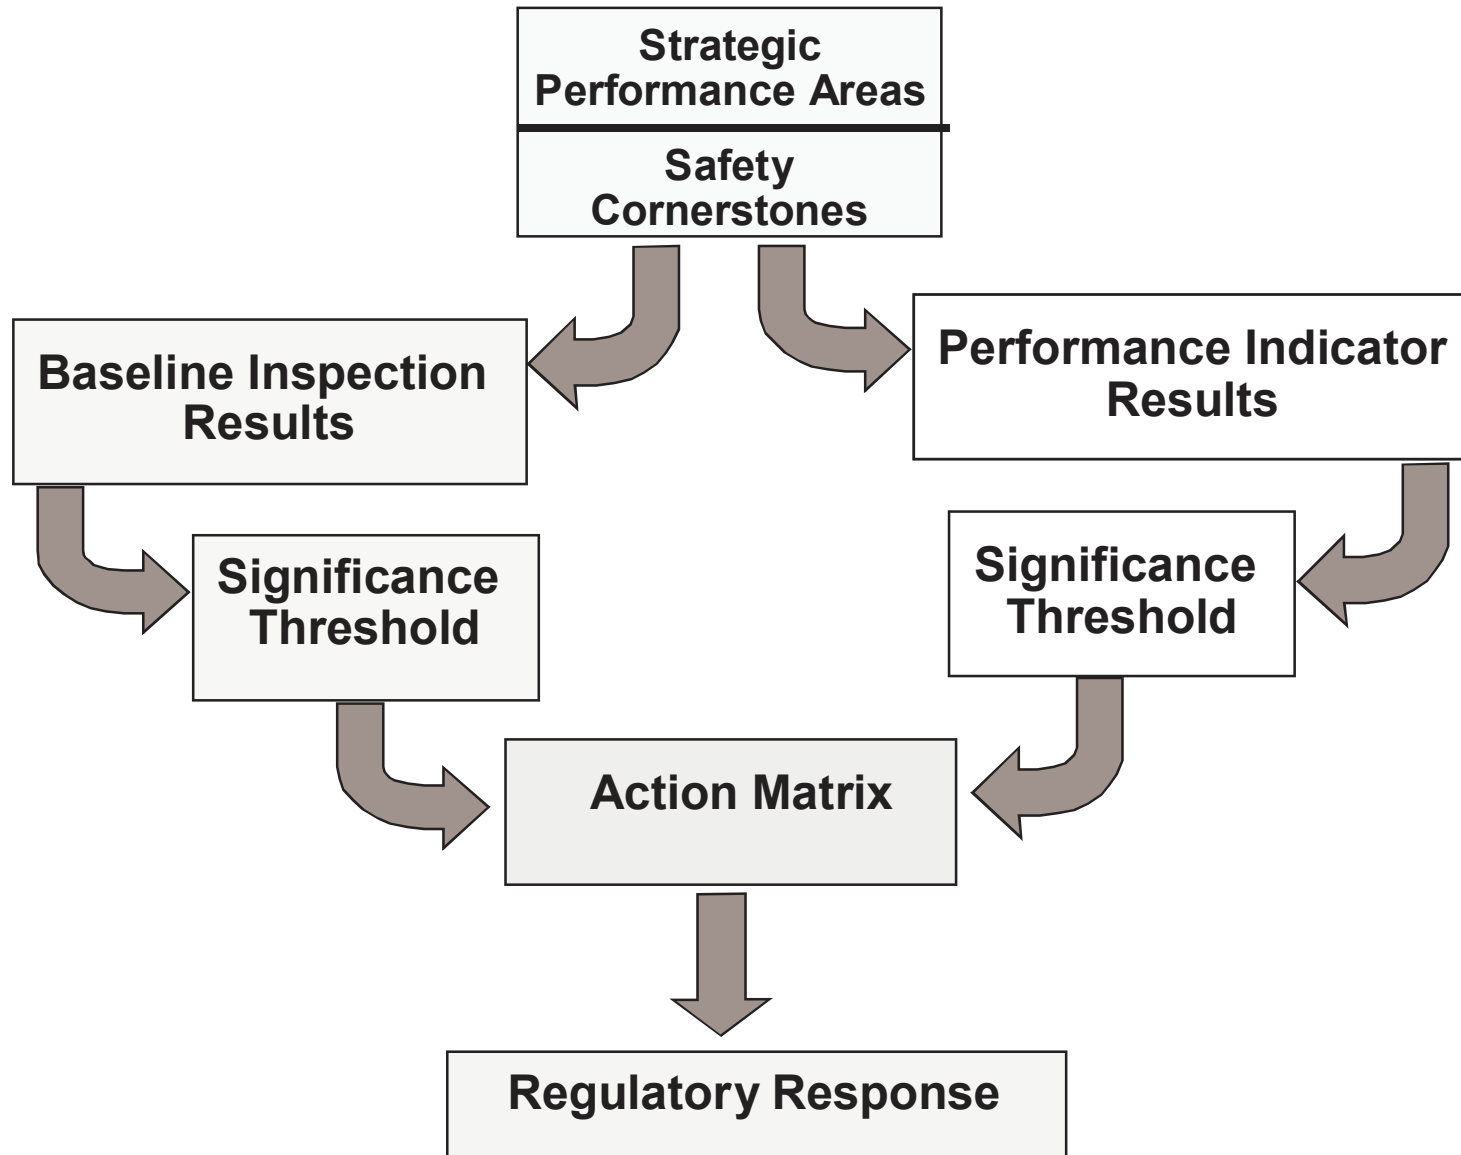 Strategic
Performance Areas
Safety
Cornerstones
Baseline Inspection
Results
Performance Indicator
Results
Significance
Threshold
Significance
Threshold
Action Matrix
Regulatory Response